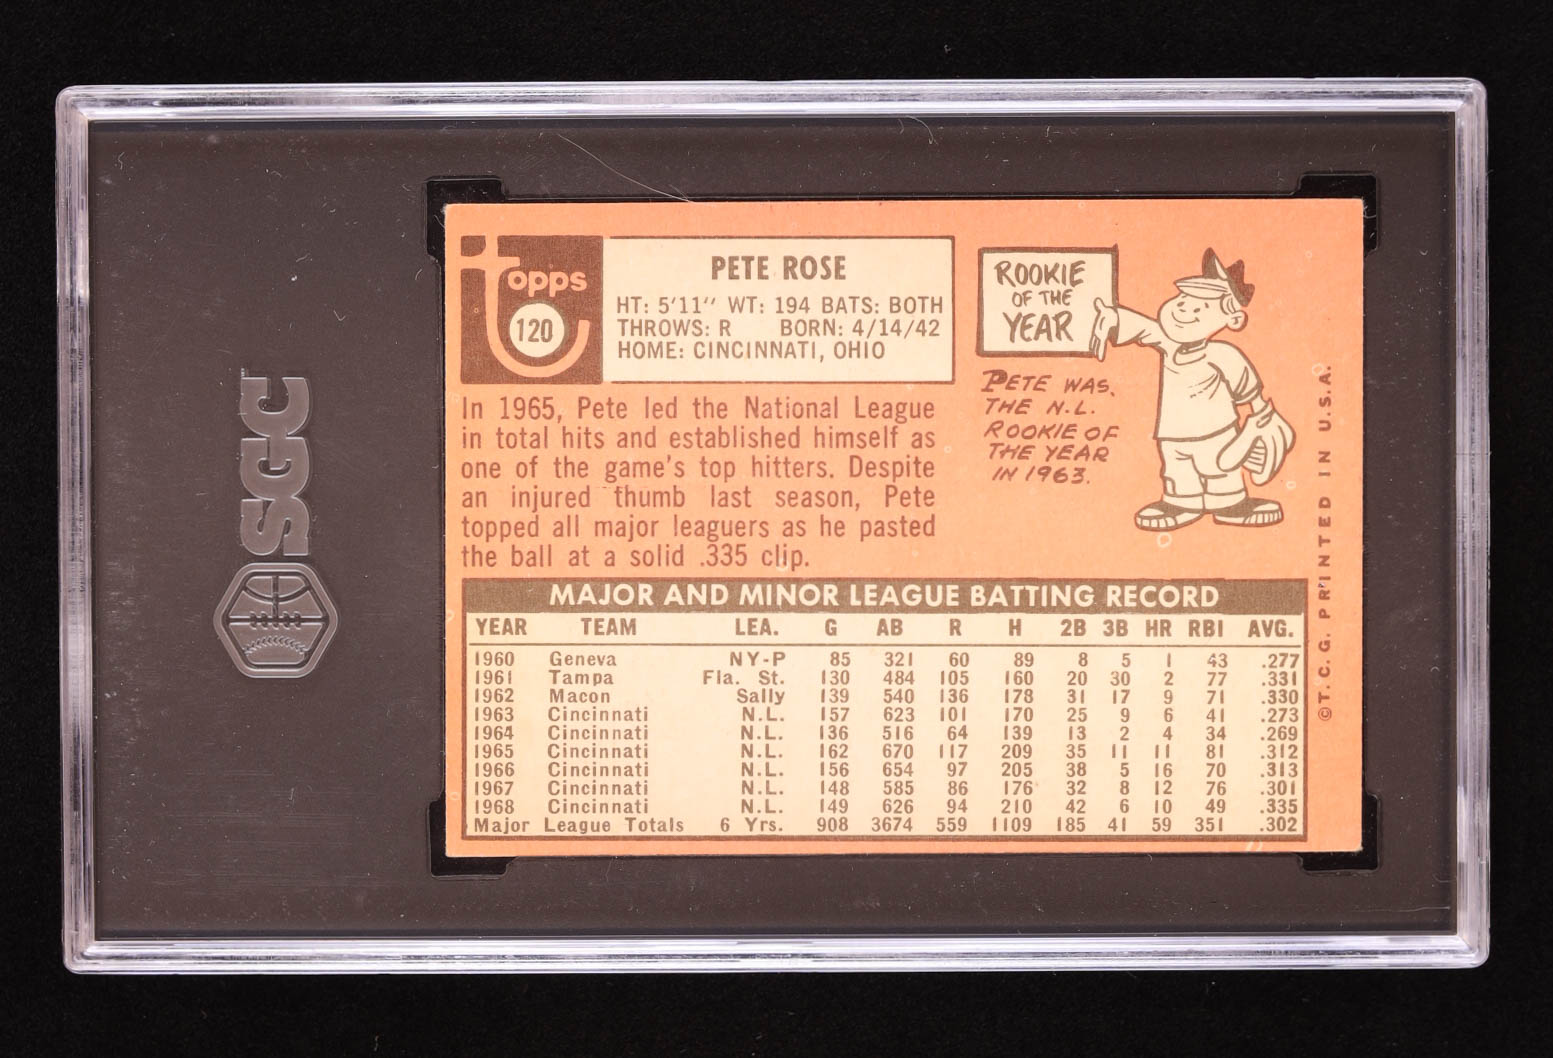 SGC
topps
120
PETE ROSE
HT: 5'11" WT: 194 BATS: BOTH
THROWS: R BORN: 4/14/42
HOME: CINCINNATI, OHIO
In 1965, Pete led the National League
in total hits and established himself as
one of the game's top hitters. Despite
an injured thumb last season, Pete
topped all major leaguers as he pasted
the ball at a solid .335 clip.
ROOKIE
OF THE
YEAR
PETE WAS
THE N.L.
ROOKIE OF
THE YEAR
IN 1963.
MAJOR AND MINOR LEAGUE BATTING RECORD
YEAR TEAM LEA. G AB R H 2B 3B HR RBI AVG.
1960 Geneva NY-P 85 321 60 89 8 5 1 43 .277
1961 Tampa Fla. St. 130 484 105 160 20 30 2 77 .331
1962 Macon Sally 139 540 136 178 31 17 9 71 .330
1963 Cincinnati N.L. 157 623 101 170 25 9 6 41 .273
1964 Cincinnati N.L. 136 516 64 139 13 2 4 34 .269
1965 Cincinnati N.L. 162 670 117 209 35 11 11 81 .312
1966 Cincinnati N.L. 156 654 97 205 38 5 16 70 .313
1967 Cincinnati N.L. 148 585 86 176 32 8 12 76 .301
1968 Cincinnati N.L. 149 626 94 210 42 6 10 49 .335
Major League Totals 6 Yrs. 908 3674 559 1109 185 41 59 351 .302
©T.C.G. PRINTED IN U.S.A.